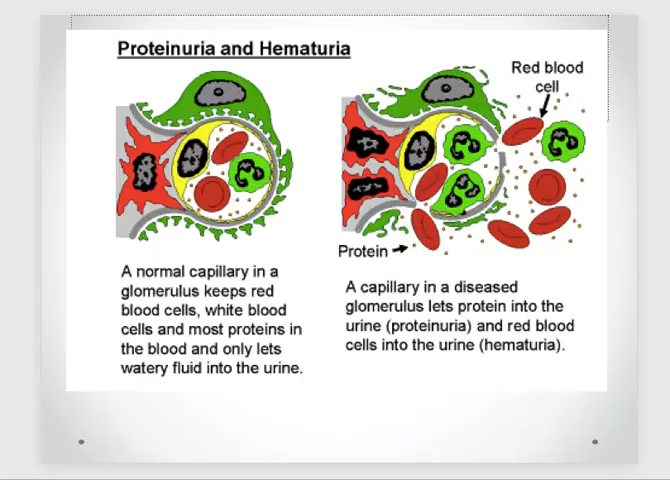 Proteinuria and Hematuria
Red blood
cell
Protein
A normal capillary in a
glomerulus keeps red
blood cells, white blood
cells and most proteins in
the blood and only lets
watery fluid into the urine.
A capillary in a diseased
glomerulus lets protein into the
urine (proteinuria) and red blood
cells into the urine (hematuria).